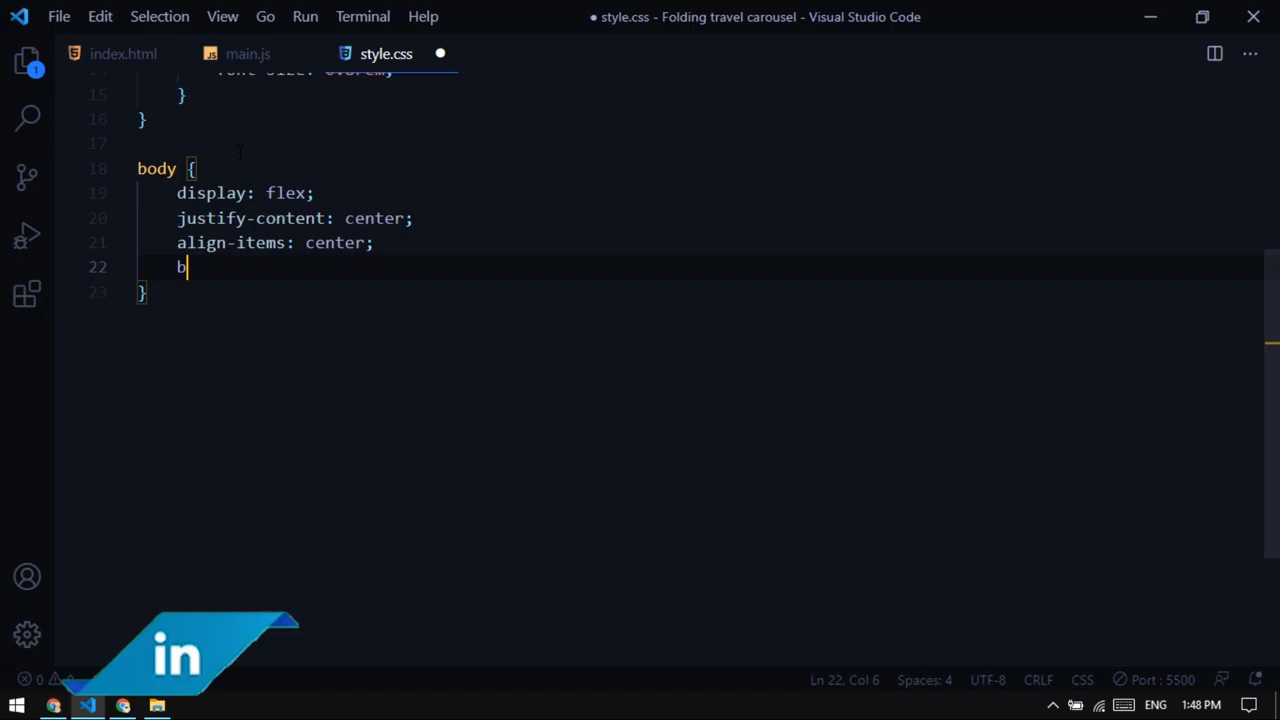 File Edit Selection View Go Run Terminal Help
● style.css - Folding travel carousel - Visual Studio Code
index.html
JS main.js
style.css
1
15 }
16 }
17
18 body {
19 display: flex;
20 justify-content: center;
21 align-items: center;
22 b
23 }
in
0
Ln 22, Col 6 Spaces: 4 UTF-8 CRLF CSS Port : 5500
ENG 1:48 PM